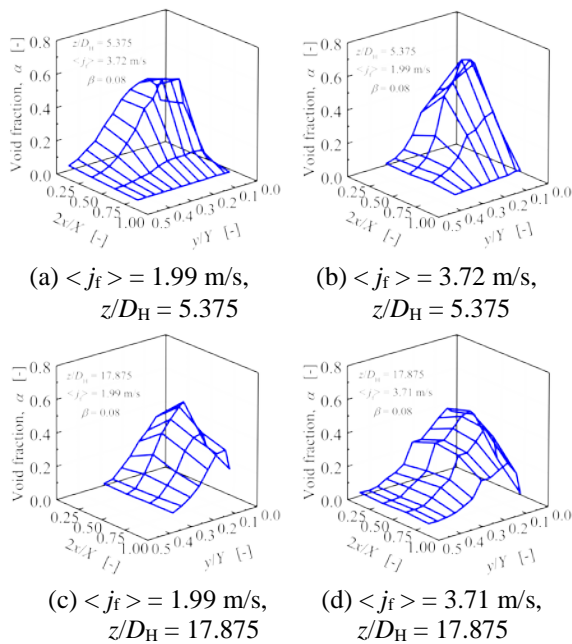 0.8
0.6
0.4
0.2
0.0
Void fraction, α [-]
z/D_H = 5.375
<j_f> = 3.72 m/s
β = 0.08
0.25
0.50
0.75
1.00
2x/X [-]
0.5
0.4
0.3
0.2
0.1
0.0
y/Y [-]
0.8
0.6
0.4
0.2
0.0
Void fraction, α [-]
z/D_H = 5.375
<j_f> = 1.99 m/s
β = 0.08
0.25
0.50
0.75
1.00
2x/X [-]
0.5
0.4
0.3
0.2
0.1
0.0
y/Y [-]
(a) < j_f > = 1.99 m/s,
z/D_H = 5.375
(b) < j_f > = 3.72 m/s,
z/D_H = 5.375
0.8
0.6
0.4
0.2
0.0
Void fraction, α [-]
z/D_H = 17.875
<j_f> = 1.99 m/s
β = 0.08
0.25
0.50
0.75
1.00
2x/X [-]
0.5
0.4
0.3
0.2
0.1
0.0
y/Y [-]
0.8
0.6
0.4
0.2
0.0
Void fraction, α [-]
z/D_H = 17.875
<j_f> = 3.71 m/s
β = 0.08
0.25
0.50
0.75
1.00
2x/X [-]
0.5
0.4
0.3
0.2
0.1
0.0
y/Y [-]
(c) < j_f > = 1.99 m/s,
z/D_H = 17.875
(d) < j_f > = 3.71 m/s,
z/D_H = 17.875